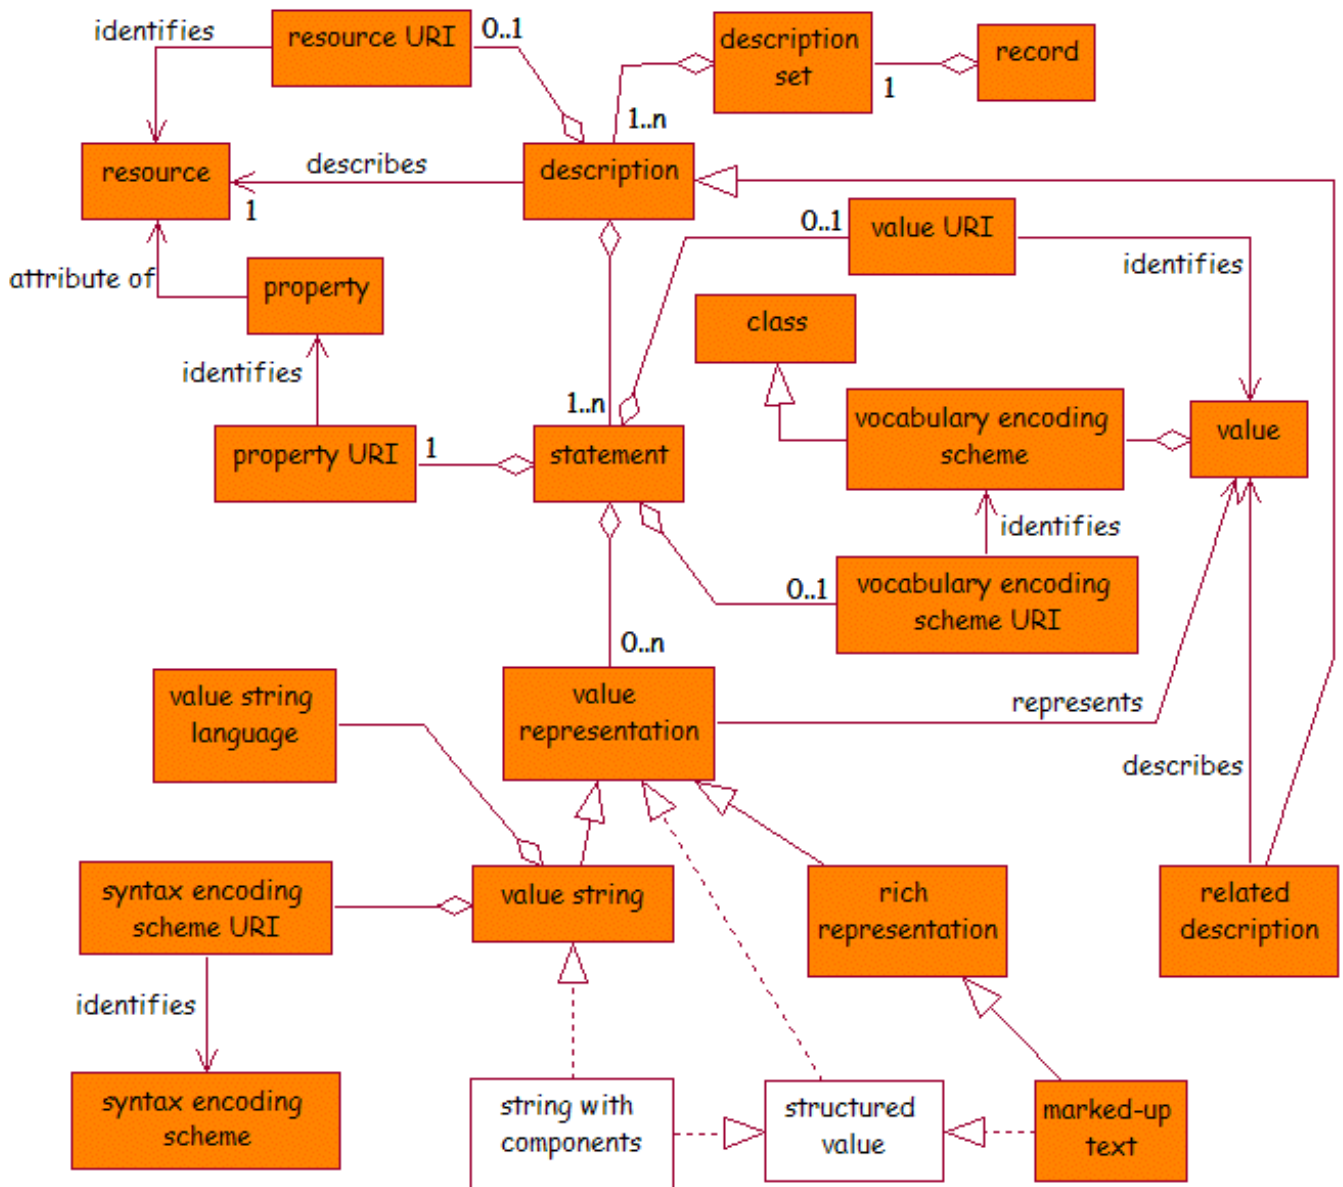 identifies
resource URI
0..1
description
set
1
record
1..n
resource
describes
1
description
attribute of
property
0..1
value URI
identifies
class
identifies
1..n
property URI
1
statement
vocabulary encoding
scheme
value
identifies
0..1
vocabulary encoding
scheme URI
0..n
value string
language
value
representation
represents
describes
syntax encoding
scheme URI
value string
rich
representation
related
description
identifies
syntax encoding
scheme
string with
components
structured
value
marked-up
text